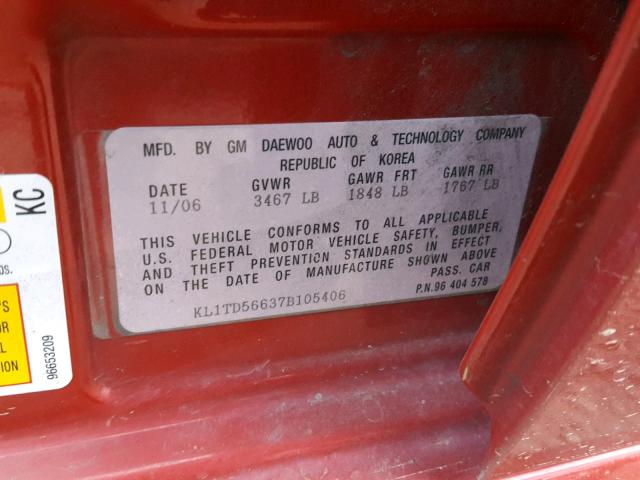 MFD. BY GM DAEWOO AUTO & TECHNOLOGY COMPANY
REPUBLIC OF KOREA
DATE GVWR GAWR FRT GAWR RR
11/06 3467 LB 1848 LB 1767 LB
THIS VEHICLE CONFORMS TO ALL APPLICABLE
U.S. FEDERAL MOTOR VEHICLE SAFETY, BUMPER,
AND THEFT PREVENTION STANDARDS IN EFFECT
ON THE DATE OF MANUFACTURE SHOWN ABOVE
PASS. CAR
KL1TD56637B105406
P.N.96 404 578
KC
96653209